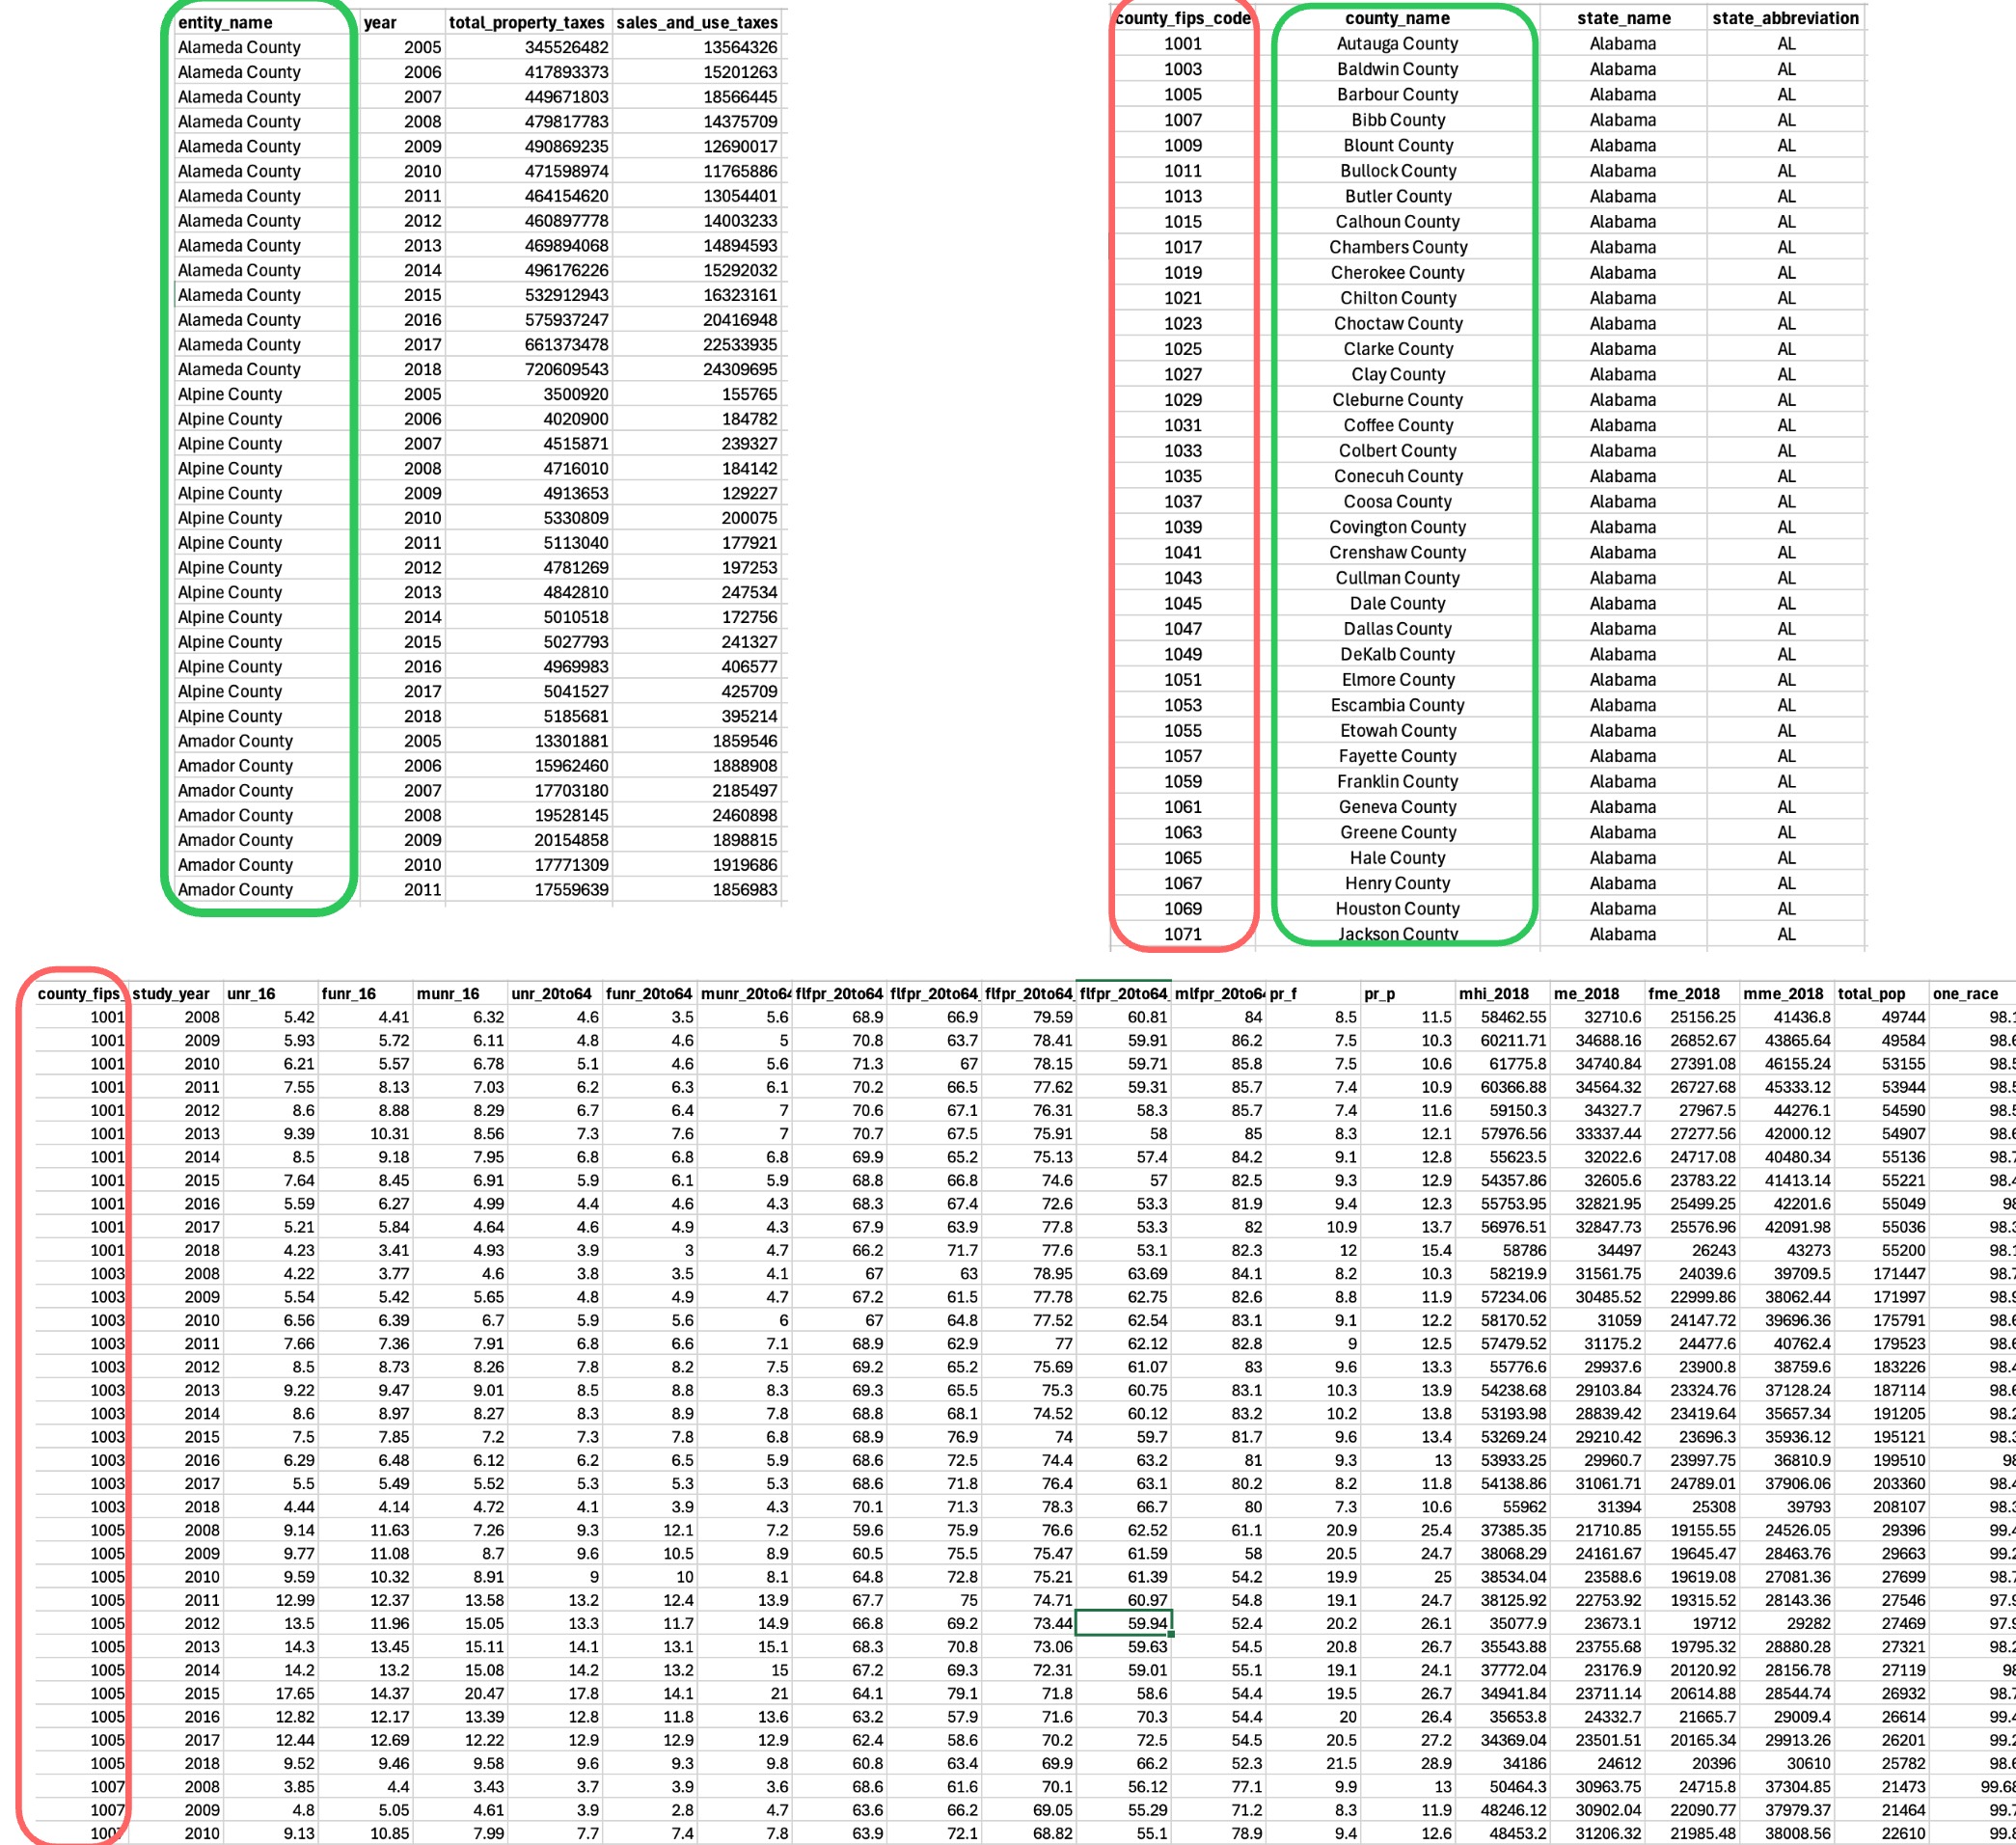 entity_name year total_property_taxes sales_and_use_taxes
Alameda County 2005 345526482 13564326
Alameda County 2006 417893373 15201263
Alameda County 2007 449671803 18566445
Alameda County 2008 479817783 14375709
Alameda County 2009 490869235 12690017
Alameda County 2010 471598974 11765886
Alameda County 2011 464154620 13054401
Alameda County 2012 460897778 14003233
Alameda County 2013 469894068 14894593
Alameda County 2014 496176226 15292032
Alameda County 2015 532912943 16323161
Alameda County 2016 575937247 20416948
Alameda County 2017 661373478 22533935
Alameda County 2018 720609543 24309695
Alpine County 2005 3500920 155765
Alpine County 2006 4020900 184782
Alpine County 2007 4515871 239327
Alpine County 2008 4716010 184142
Alpine County 2009 4913653 129227
Alpine County 2010 5330809 200075
Alpine County 2011 5113040 177921
Alpine County 2012 4781269 197253
Alpine County 2013 4842810 247534
Alpine County 2014 5010518 172756
Alpine County 2015 5027793 241327
Alpine County 2016 4969983 406577
Alpine County 2017 5041527 425709
Alpine County 2018 5185681 395214
Amador County 2005 13301881 1859546
Amador County 2006 15962460 1888908
Amador County 2007 17703180 2185497
Amador County 2008 19528145 2460898
Amador County 2009 20154858 1898815
Amador County 2010 17771309 1919686
Amador County 2011 17559639 1856983
county_fips_code county_name state_name state_abbreviation
1001 Autauga County Alabama AL
1003 Baldwin County Alabama AL
1005 Barbour County Alabama AL
1007 Bibb County Alabama AL
1009 Blount County Alabama AL
1011 Bullock County Alabama AL
1013 Butler County Alabama AL
1015 Calhoun County Alabama AL
1017 Chambers County Alabama AL
1019 Cherokee County Alabama AL
1021 Chilton County Alabama AL
1023 Choctaw County Alabama AL
1025 Clarke County Alabama AL
1027 Clay County Alabama AL
1029 Cleburne County Alabama AL
1031 Coffee County Alabama AL
1033 Colbert County Alabama AL
1035 Conecuh County Alabama AL
1037 Coosa County Alabama AL
1039 Covington County Alabama AL
1041 Crenshaw County Alabama AL
1043 Cullman County Alabama AL
1045 Dale County Alabama AL
1047 Dallas County Alabama AL
1049 DeKalb County Alabama AL
1051 Elmore County Alabama AL
1053 Escambia County Alabama AL
1055 Etowah County Alabama AL
1057 Fayette County Alabama AL
1059 Franklin County Alabama AL
1061 Geneva County Alabama AL
1063 Greene County Alabama AL
1065 Hale County Alabama AL
1067 Henry County Alabama AL
1069 Houston County Alabama AL
1071 Jackson County Alabama AL
county_fips_ study_year unr_16 funr_16 munr_16 unr_20to64 funr_20to64 munr_20to64 flfpr_20to64 flfpr_20to64_ flfpr_20to64_ flfpr_20to64_ mlfpr_20to64 pr_f pr_p mhi_2018 me_2018 fme_2018 mme_2018 total_pop one_race
1001 2008 5.42 4.41 6.32 4.6 3.5 5.6 68.9 66.9 79.59 60.81 84 8.5 11.5 58462.55 32710.6 25156.25 41436.8 49744 98.1
1001 2009 5.93 5.72 6.11 4.8 4.6 5 70.8 63.7 78.41 59.91 86.2 7.5 10.3 60211.71 34688.16 26852.67 43865.64 49584 98.6
1001 2010 6.21 5.57 6.78 5.1 4.6 5.6 71.3 67 78.15 59.71 85.8 7.5 10.6 61775.8 34740.84 27391.08 46155.24 53155 98.5
1001 2011 7.55 8.13 7.03 6.2 6.3 6.1 70.2 66.5 77.62 59.31 85.7 7.4 10.9 60366.88 34564.32 26727.68 45333.12 53944 98.5
1001 2012 8.6 8.88 8.29 6.7 6.4 7 70.6 67.1 76.31 58.3 85.7 7.4 11.6 59150.3 34327.7 27967.5 44276.1 54590 98.5
1001 2013 9.39 10.31 8.56 7.3 7.6 7 70.7 67.5 75.91 58 85 8.3 12.1 57976.56 33337.44 27277.56 42000.12 54907 98.6
1001 2014 8.5 9.18 7.95 6.8 6.8 6.8 69.9 65.2 75.13 57.4 84.2 9.1 12.8 55623.5 32022.6 24717.08 40480.34 55136 98.7
1001 2015 7.64 8.45 6.91 5.9 6.1 5.9 68.8 66.8 74.6 57 82.5 9.3 12.9 54357.86 32605.6 23783.22 41413.14 55221 98.4
1001 2016 5.59 6.27 4.99 4.4 4.6 4.3 68.3 67.4 72.6 53.3 81.9 9.4 12.3 55753.95 32821.95 25499.25 42201.6 55049 98
1001 2017 5.21 5.84 4.64 4.6 4.9 4.3 67.9 63.9 77.8 53.3 82 10.9 13.7 56976.51 32847.73 25576.96 42091.98 55036 98.3
1001 2018 4.23 3.41 4.93 3.9 3 4.7 66.2 71.7 77.6 53.1 82.3 12 15.4 58786 34497 26243 43273 55200 98.1
1003 2008 4.22 3.77 4.6 3.8 3.5 4.1 67 63 78.95 63.69 84.1 8.2 10.3 58219.9 31561.75 24039.6 39709.5 171447 98.7
1003 2009 5.54 5.42 5.65 4.8 4.9 4.7 67.2 61.5 77.78 62.75 82.6 8.8 11.9 57234.06 30485.52 22999.86 38062.44 171997 98.9
1003 2010 6.56 6.39 6.7 5.9 5.6 6 67 64.8 77.52 62.54 83.1 9.1 12.2 58170.52 31059 24147.72 39696.36 175791 98.6
1003 2011 7.66 7.36 7.91 6.8 6.6 7.1 68.9 62.9 77 62.12 82.8 9 12.5 57479.52 31175.2 24477.6 40762.4 179523 98.6
1003 2012 8.5 8.73 8.26 7.8 8.2 7.5 69.2 65.2 75.69 61.07 83 9.6 13.3 55776.6 29937.6 23900.8 38759.6 183226 98.4
1003 2013 9.22 9.47 9.01 8.5 8.8 8.3 69.3 65.5 75.3 60.75 83.1 10.3 13.9 54238.68 29103.84 23324.76 37128.24 187114 98.6
1003 2014 8.6 8.97 8.27 8.3 8.9 7.8 68.8 68.1 74.52 60.12 83.2 10.2 13.8 53193.98 28839.42 23419.64 35657.34 191205 98.2
1003 2015 7.5 7.85 7.2 7.3 7.8 6.8 68.9 76.9 74 59.7 81.7 9.6 13.4 53269.24 29210.42 23696.3 35936.12 195121 98.3
1003 2016 6.29 6.48 6.12 6.2 6.5 5.9 68.6 72.5 74.4 63.2 81 9.3 13 53933.25 29960.7 23997.75 36810.9 199510 98
1003 2017 5.5 5.49 5.52 5.3 5.3 5.3 68.6 71.8 76.4 63.1 80.2 8.2 11.8 54138.86 31061.71 24789.01 37906.06 203360 98.4
1003 2018 4.44 4.14 4.72 4.1 3.9 4.3 70.1 71.3 78.3 66.7 80 7.3 10.6 55962 31394 25308 39793 208107 98.3
1005 2008 9.14 11.63 7.26 9.3 12.1 7.2 59.6 75.9 76.6 62.52 61.1 20.9 25.4 37385.35 21710.85 19155.55 24526.05 29396 99.4
1005 2009 9.77 11.08 8.7 9.6 10.5 8.9 60.5 75.5 75.47 61.59 58 20.5 24.7 38068.29 24161.67 19645.47 28463.76 29663 99.2
1005 2010 9.59 10.32 8.91 9 10 8.1 64.8 72.8 75.21 61.39 54.2 19.9 25 38534.04 23588.6 19619.08 27081.36 27699 98.7
1005 2011 12.99 12.37 13.58 13.2 12.4 13.9 67.7 75 74.71 60.97 54.8 19.1 24.7 38125.92 22753.92 19315.52 28143.36 27546 97.9
1005 2012 13.5 11.96 15.05 13.3 11.7 14.9 66.8 69.2 73.44 59.94 52.4 20.2 26.1 35077.9 23673.1 19712 29282 27469 97.9
1005 2013 14.3 13.45 15.11 14.1 13.1 15.1 68.3 70.8 73.06 59.63 54.5 20.8 26.7 35543.88 23755.68 19795.32 28880.28 27321 98.2
1005 2014 14.2 13.2 15.08 14.2 13.2 15 67.2 69.3 72.31 59.01 55.1 19.1 24.1 37772.04 23176.9 20120.92 28156.78 27119 98
1005 2015 17.65 14.37 20.47 17.8 14.1 21 64.1 79.1 71.8 58.6 54.4 19.5 26.7 34941.84 23711.14 20614.88 28544.74 26932 98.7
1005 2016 12.82 12.17 13.39 12.8 11.8 13.6 63.2 57.9 71.6 70.3 54.4 20 26.4 35653.8 24332.7 21665.7 29009.4 26614 99.4
1005 2017 12.44 12.69 12.22 12.9 12.9 12.9 62.4 58.6 70.2 72.5 54.5 20.5 27.2 34369.04 23501.51 20165.34 29913.26 26201 99.2
1005 2018 9.52 9.46 9.58 9.6 9.3 9.8 60.8 63.4 69.9 66.2 52.3 21.5 28.9 34186 24612 20396 30610 25782 98.6
1007 2008 3.85 4.4 3.43 3.7 3.9 3.6 68.6 61.6 70.1 56.12 77.1 9.9 13 50464.3 30963.75 24715.8 37304.85 21473 99.68
1007 2009 4.8 5.05 4.61 3.9 2.8 4.7 63.6 66.2 69.05 55.29 71.2 8.3 11.9 48246.12 30902.04 22090.77 37979.37 21464 99.7
1007 2010 9.13 10.85 7.99 7.7 7.4 7.8 63.9 72.1 68.82 55.1 78.9 9.4 12.6 48453.2 31206.32 21985.48 38008.56 22610 99.8